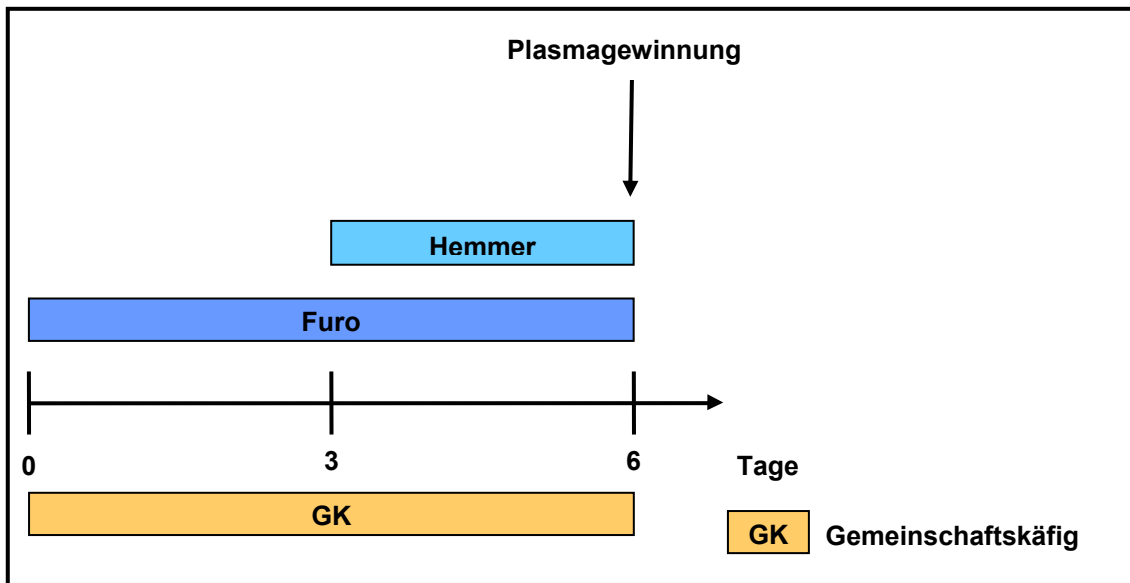 Plasmagewinnung
Hemmer
Furo
0 3 6 Tage
GK
GK Gemeinschaftskäfig